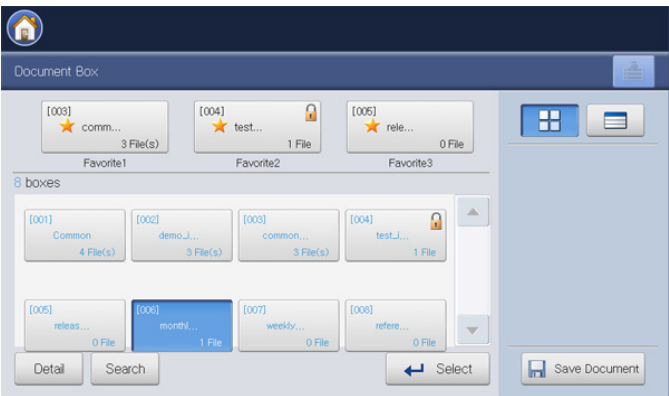 Document Box
[003]
comm...
3 File(s)
[004]
test...
1 File
[005]
rele...
0 File
Favorite1
Favorite2
Favorite3
8 boxes
[001]
Common
4 File(s)
[002]
demo_i...
3 File(s)
[003]
common...
3 File(s)
[004]
test_i...
1 File
[005]
releas...
0 File
[006]
monthl...
1 File
[007]
weekly...
0 File
[008]
refere...
0 File
Detail
Search
Select
Save Document